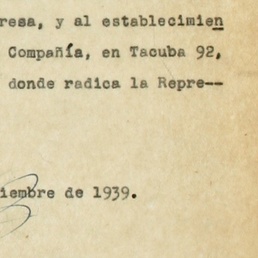 resa, y al establecimien
Compañía, en Tacuba 92,
donde radica la Repre--
iembre de 1939.